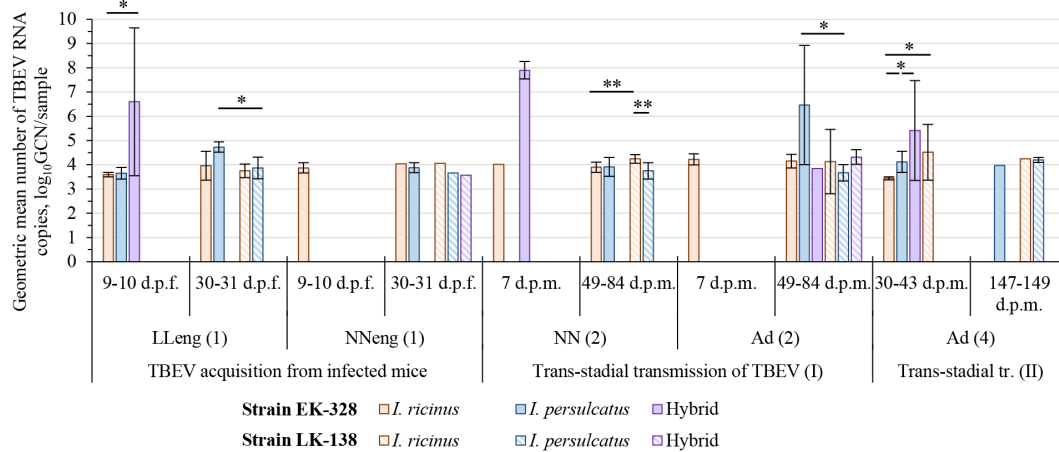 Geometric mean number of TBEV RNA
copies, log₁₀GCN/sample
10
9
8
7
6
5
4
3
2
1
0
*
*
**
**
*
*
*
9-10 d.p.f.
30-31 d.p.f.
9-10 d.p.f.
30-31 d.p.f.
7 d.p.m.
49-84 d.p.m.
7 d.p.m.
49-84 d.p.m.
30-43 d.p.m.
147-149
d.p.m.
LLeng (1)
NNeng (1)
NN (2)
Ad (2)
Ad (4)
TBEV acquisition from infected mice
Trans-stadial transmission of TBEV (I)
Trans-stadial tr. (II)
Strain EK-328 I. ricinus I. persulcatus Hybrid
Strain LK-138 I. ricinus I. persulcatus Hybrid